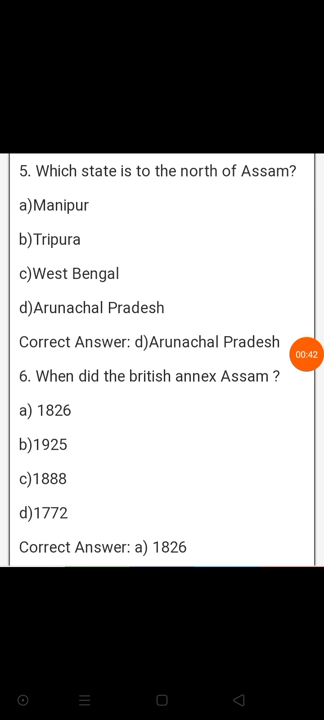 5. Which state is to the north of Assam?
a)Manipur
b)Tripura
c)West Bengal
d)Arunachal Pradesh
Correct Answer: d)Arunachal Pradesh
00:42
6. When did the british annex Assam ?
a) 1826
b)1925
c)1888
d)1772
Correct Answer: a) 1826